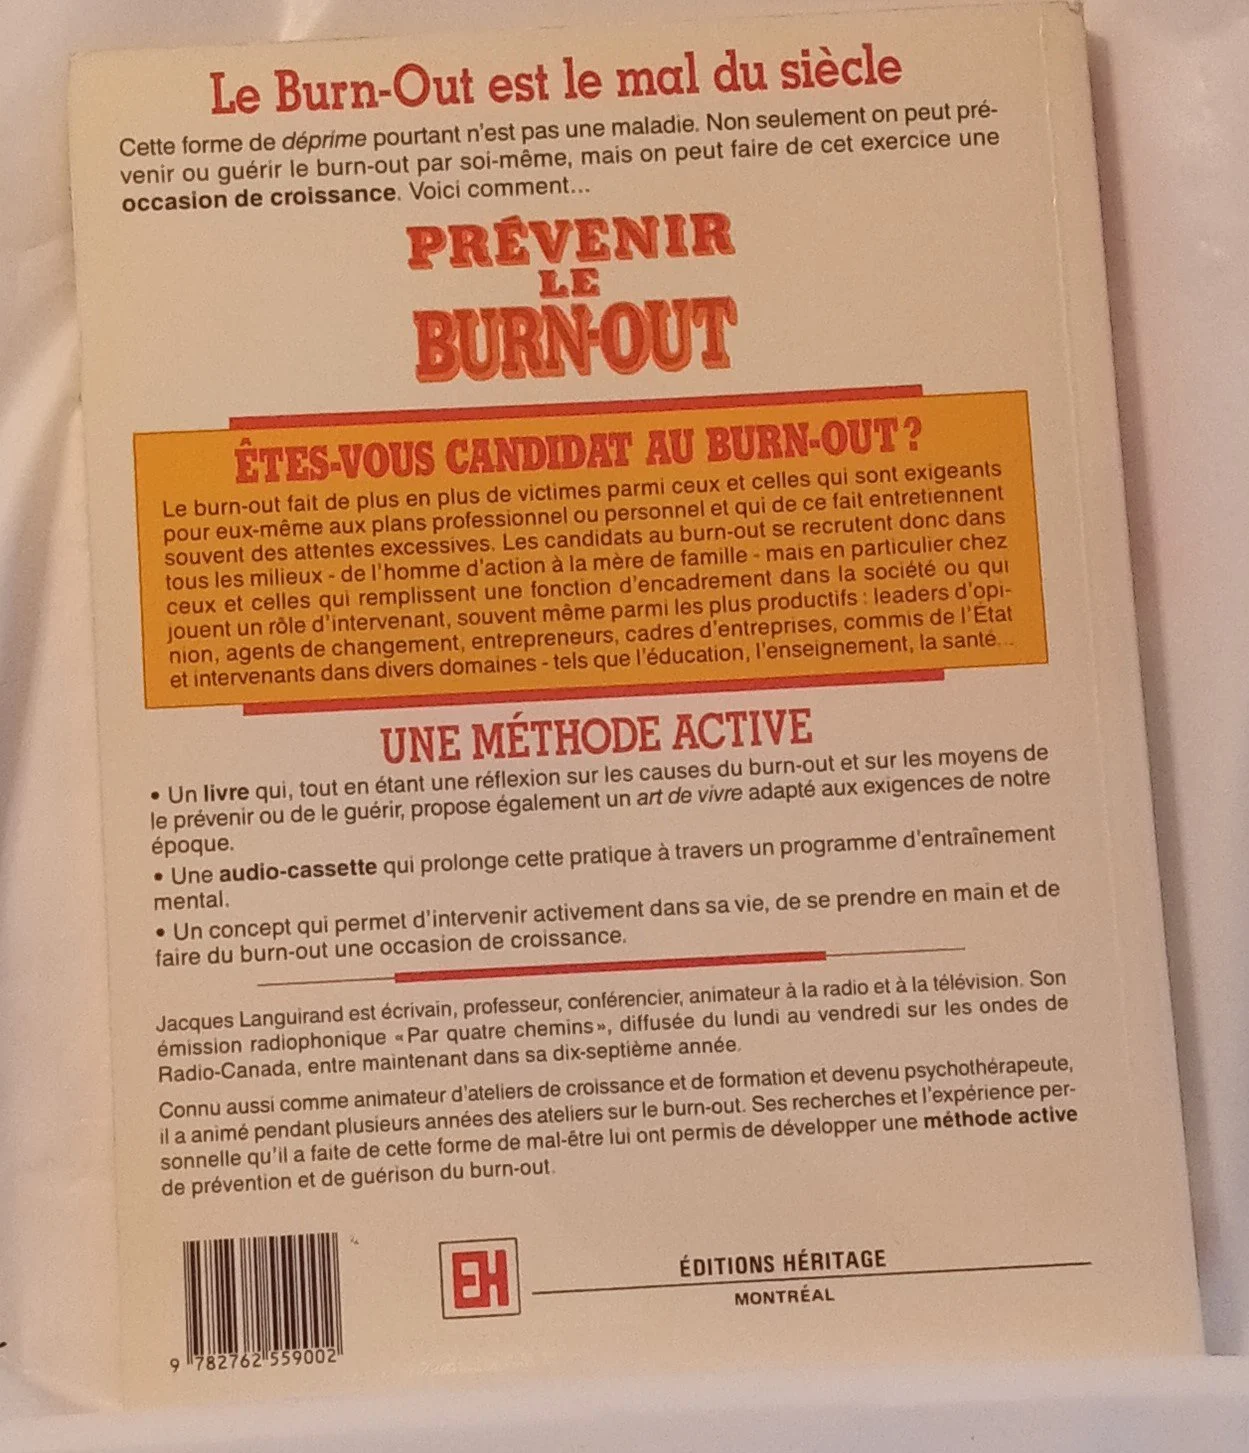 Le Burn-Out est le mal du siècle
Cette forme de déprime pourtant n'est pas une maladie. Non seulement on peut pré-
venir ou guérir le burn-out par soi-même, mais on peut faire de cet exercice une
occasion de croissance. Voici comment...
PRÉVENIR
LE
BURN-OUT
ÊTES-VOUS CANDIDAT AU BURN-OUT?
Le burn-out fait de plus en plus de victimes parmi ceux et celles qui sont exigeants
pour eux-même aux plans professionnel ou personnel et qui de ce fait entretiennent
souvent des attentes excessives. Les candidats au burn-out se recrutent donc dans
tous les milieux - de l'homme d'action à la mère de famille - mais en particulier chez
ceux et celles qui remplissent une fonction d'encadrement dans la société ou qui
jouent un rôle d'intervenant, souvent même parmi les plus productifs : leaders d'opi-
nion, agents de changement, entrepreneurs, cadres d'entreprises, commis de l'État
et intervenants dans divers domaines - tels que l'éducation, l'enseignement, la santé...
UNE MÉTHODE ACTIVE
• Un livre qui, tout en étant une réflexion sur les causes du burn-out et sur les moyens de
le prévenir ou de le guérir, propose également un art de vivre adapté aux exigences de notre
époque.
• Une audio-cassette qui prolonge cette pratique à travers un programme d'entraînement
mental.
• Un concept qui permet d'intervenir activement dans sa vie, de se prendre en main et de
faire du burn-out une occasion de croissance.
Jacques Languirand est écrivain, professeur, conférencier, animateur à la radio et à la télévision. Son
émission radiophonique «Par quatre chemins», diffusée du lundi au vendredi sur les ondes de
Radio-Canada, entre maintenant dans sa dix-septième année.
Connu aussi comme animateur d'ateliers de croissance et de formation et devenu psychothérapeute,
il a animé pendant plusieurs années des ateliers sur le burn-out. Ses recherches et l'expérience per-
sonnelle qu'il a faite de cette forme de mal-être lui ont permis de développer une méthode active
de prévention et de guérison du burn-out.
EH
ÉDITIONS HÉRITAGE
MONTRÉAL
9 782762 559002